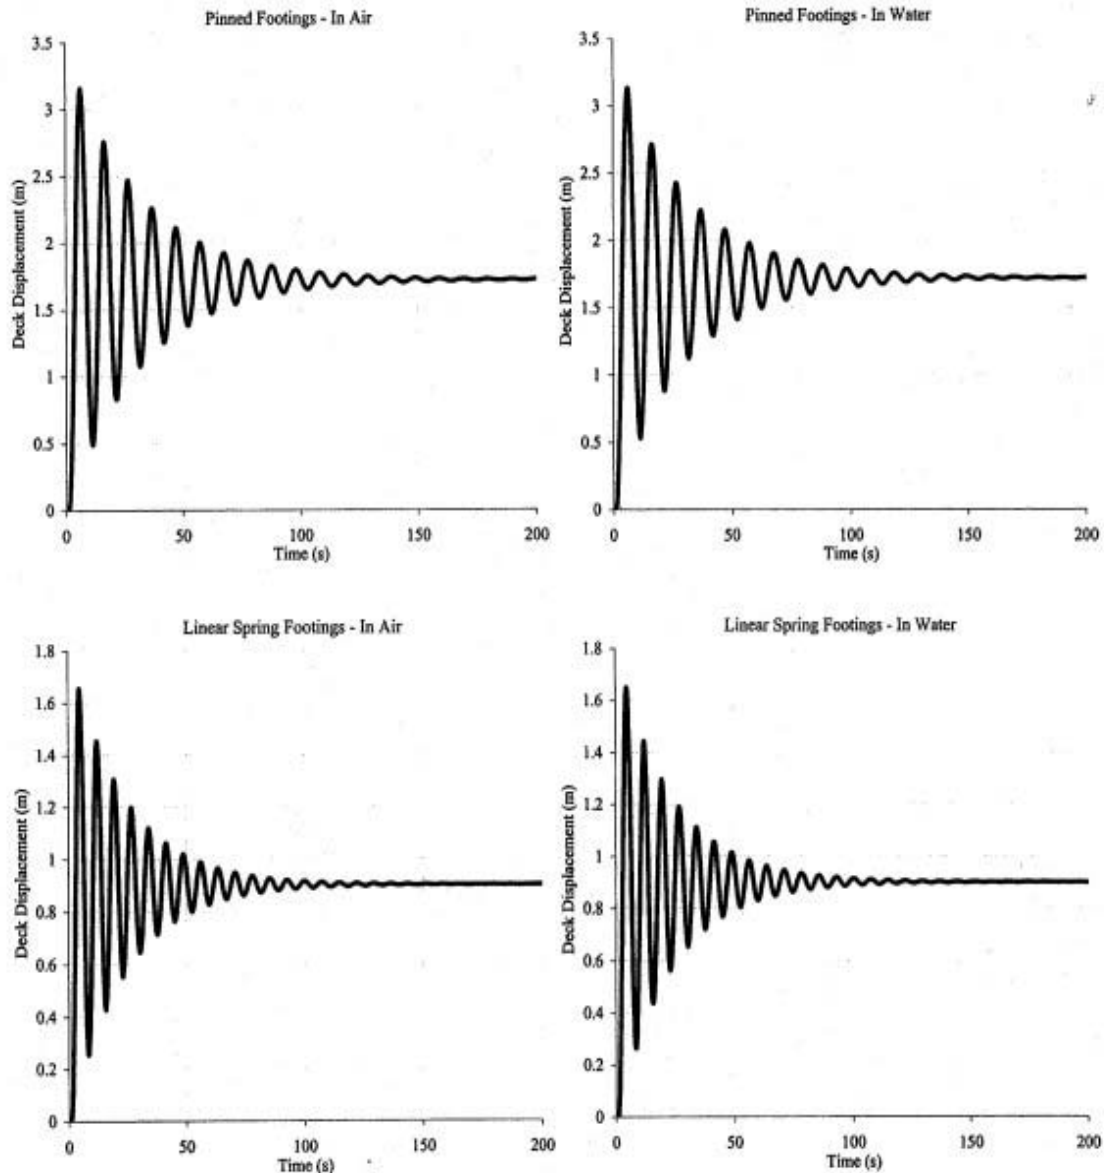 Pinned Footings - In Air
3.5
3
2.5
2
1.5
1
0.5
0
Deck Displacement (m)
0 50 100 150 200
Time (s)
Pinned Footings - In Water
3.5
3
2.5
2
1.5
1
0.5
0
Deck Displacement (m)
0 50 100 150 200
Time (s)
Linear Spring Footings - In Air
1.8
1.6
1.4
1.2
1
0.8
0.6
0.4
0.2
0
Deck Displacement (m)
0 50 100 150 200
Time (s)
Linear Spring Footings - In Water
1.8
1.6
1.4
1.2
1
0.8
0.6
0.4
0.2
0
Deck Displacement (m)
0 50 100 150 200
Time (s)